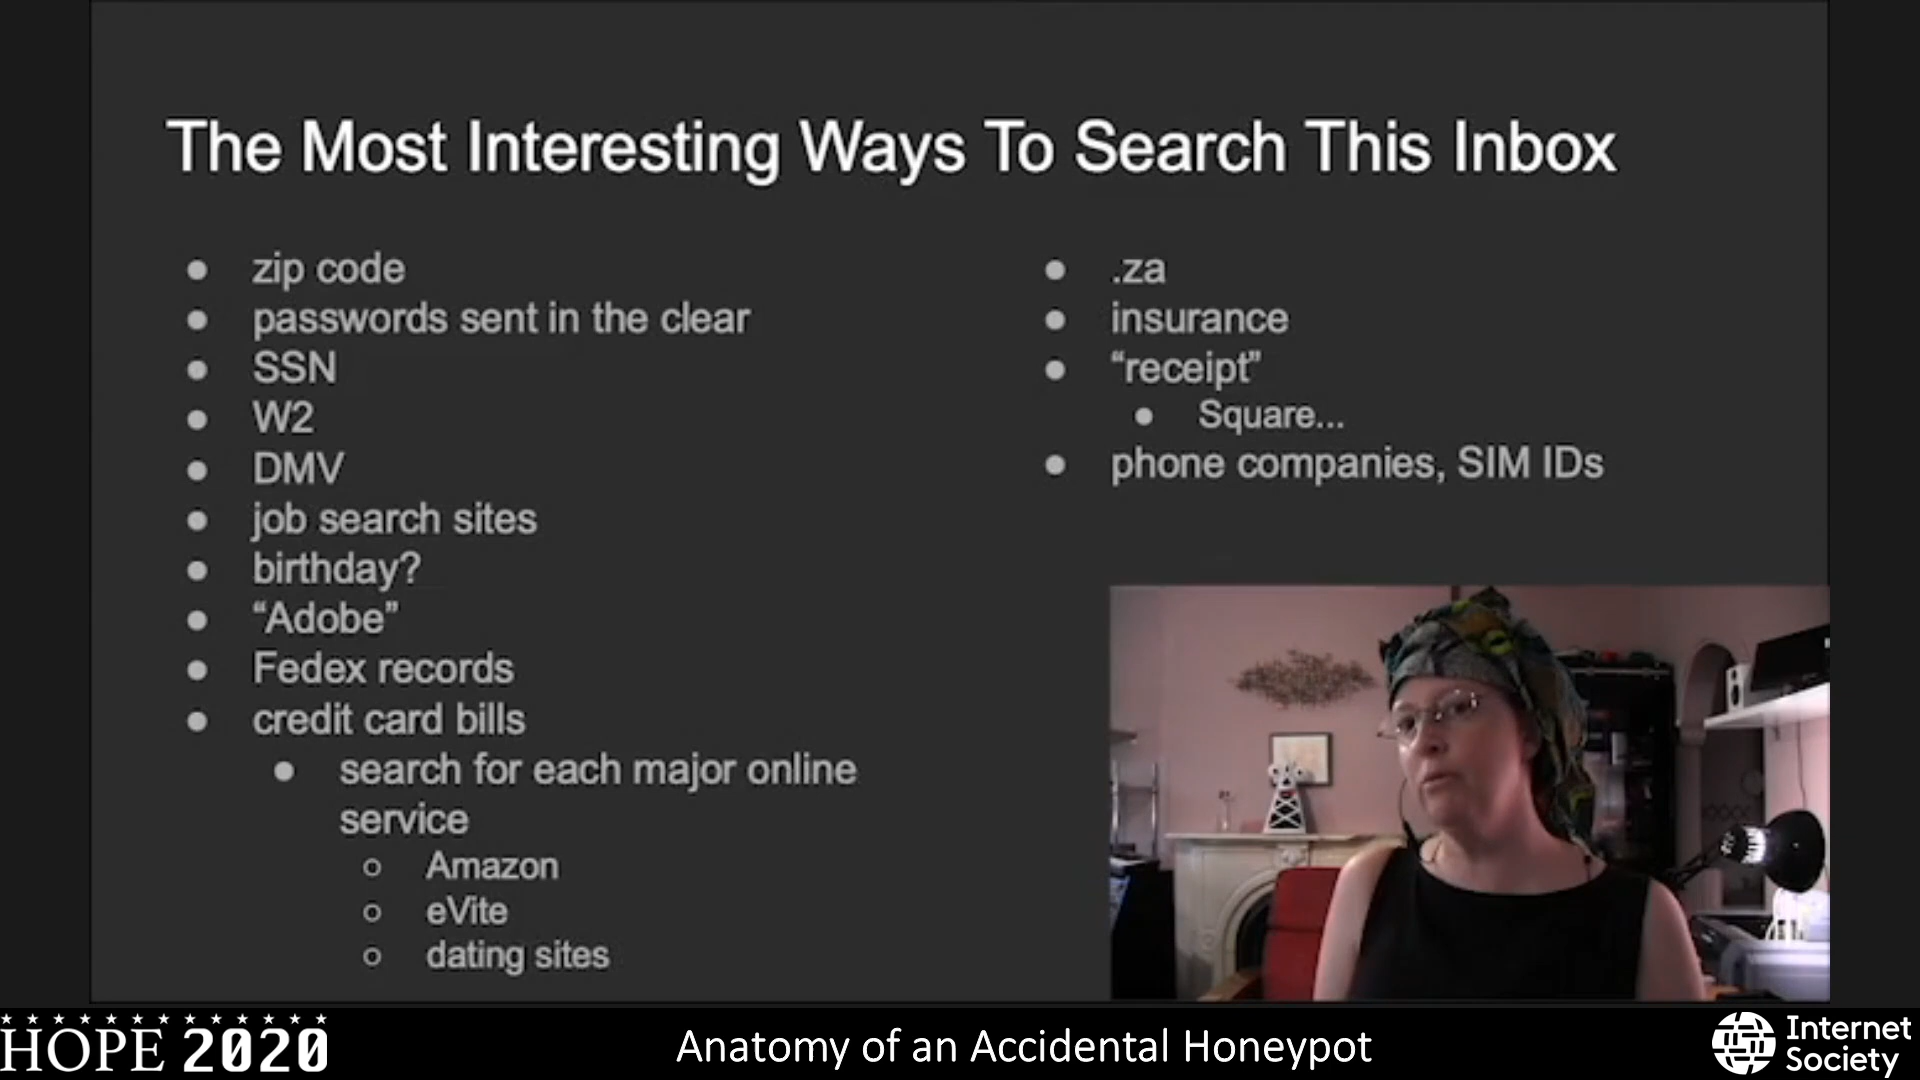 The Most Interesting Ways To Search This Inbox
zip code
passwords sent in the clear
SSN
W2
DMV
job search sites
birthday?
“Adobe”
Fedex records
credit card bills
search for each major online
service
Amazon
eVite
dating sites
.za
insurance
“receipt”
Square...
phone companies, SIM IDs
HOPE 2020
Anatomy of an Accidental Honeypot
Internet
Society